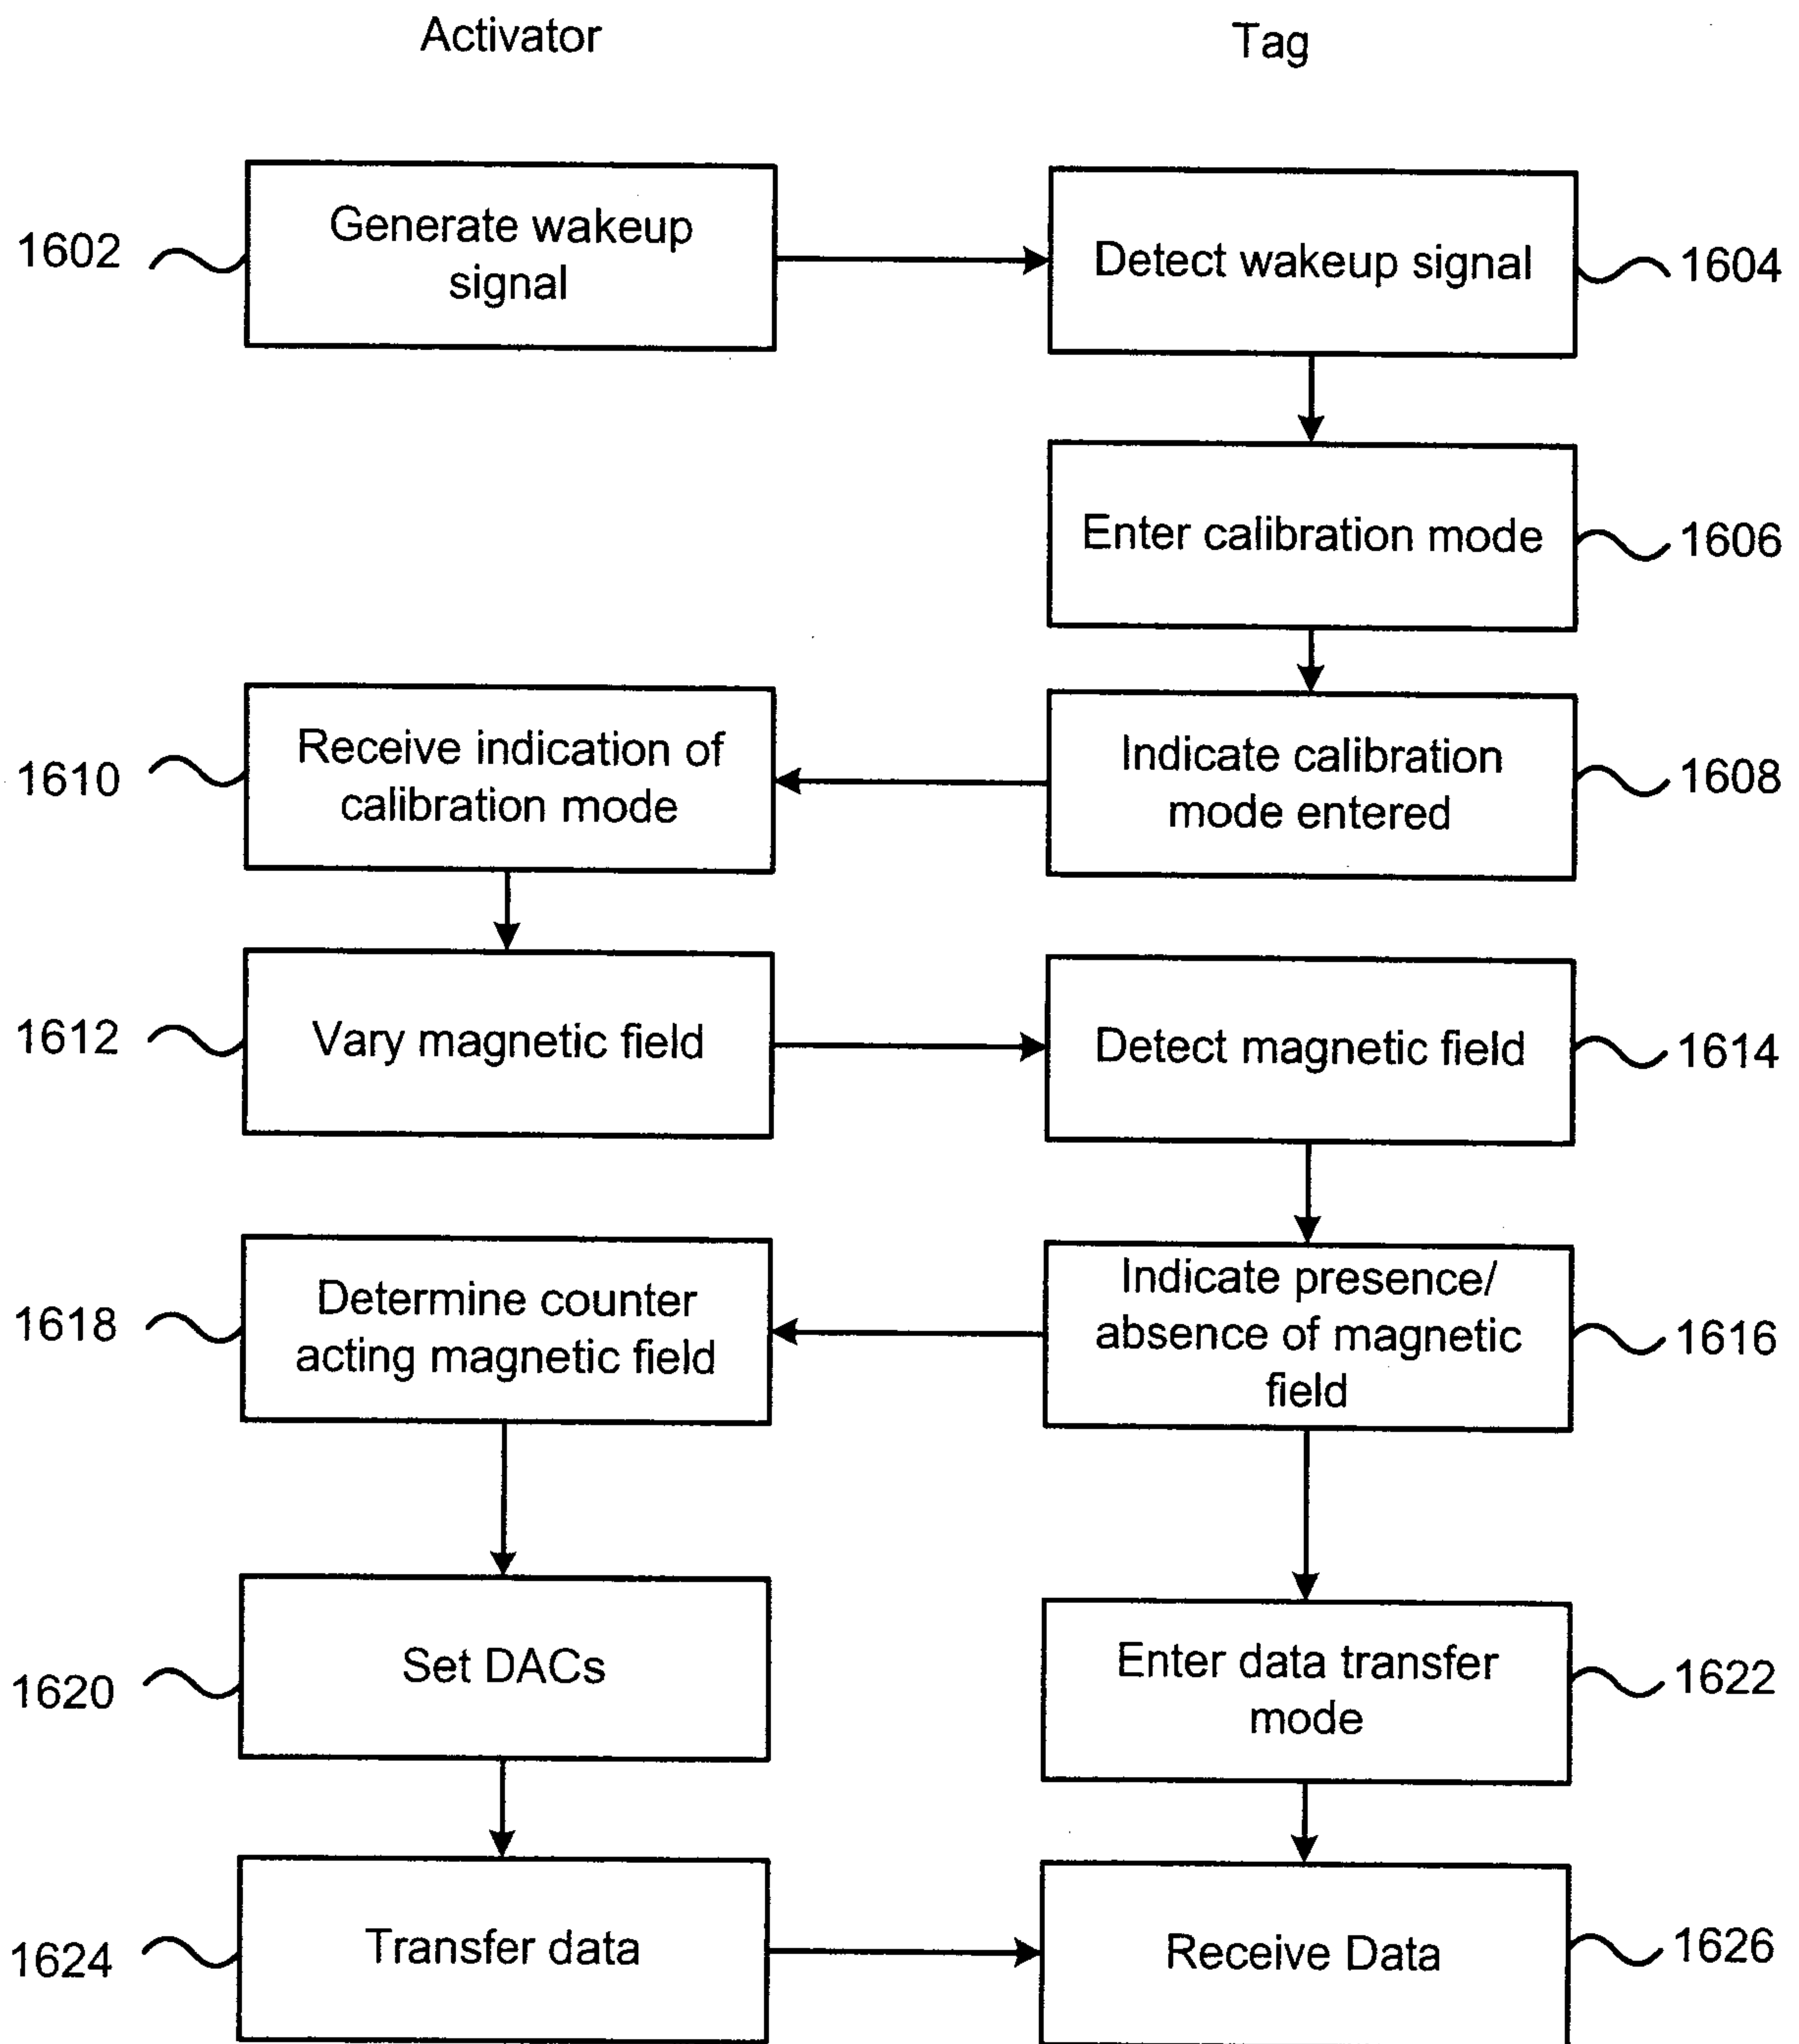 Activator
Tag
1602
Generate wakeup
signal
Detect wakeup signal
1604
Enter calibration mode
1606
1610
Receive indication of
calibration mode
Indicate calibration
mode entered
1608
1612
Vary magnetic field
Detect magnetic field
1614
1618
Determine counter
acting magnetic field
Indicate presence/
absence of magnetic
field
1616
1620
Set DACs
Enter data transfer
mode
1622
1624
Transfer data
Receive Data
1626